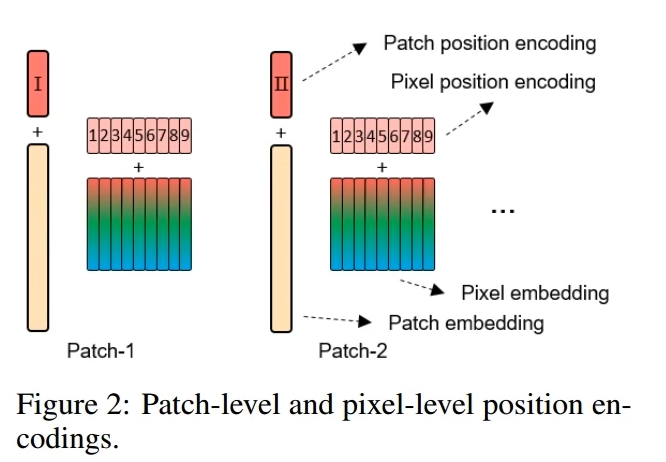 Patch position encoding
I
II
Pixel position encoding
+
+
1 2 3 4 5 6 7 8 9
1 2 3 4 5 6 7 8 9
+
+
...
Pixel embedding
Patch embedding
Patch-1
Patch-2
Figure 2: Patch-level and pixel-level position en-
codings.